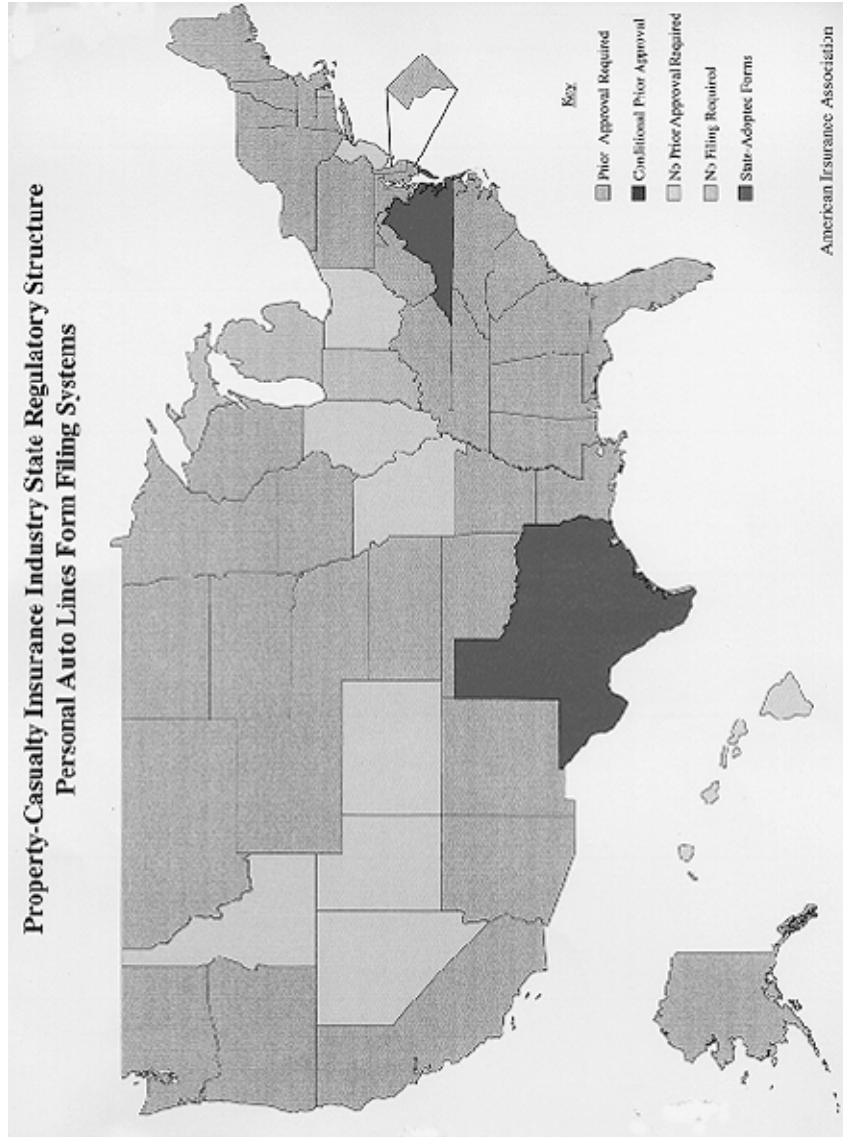 Property-Casualty Insurance Industry State Regulatory Structure
Personal Auto Lines Form Filing Systems
Key
Prior Approval Required
Conditional Prior Approval
No Prior Approval Required
No Filing Required
State-Adopted Forms
American Insurance Association